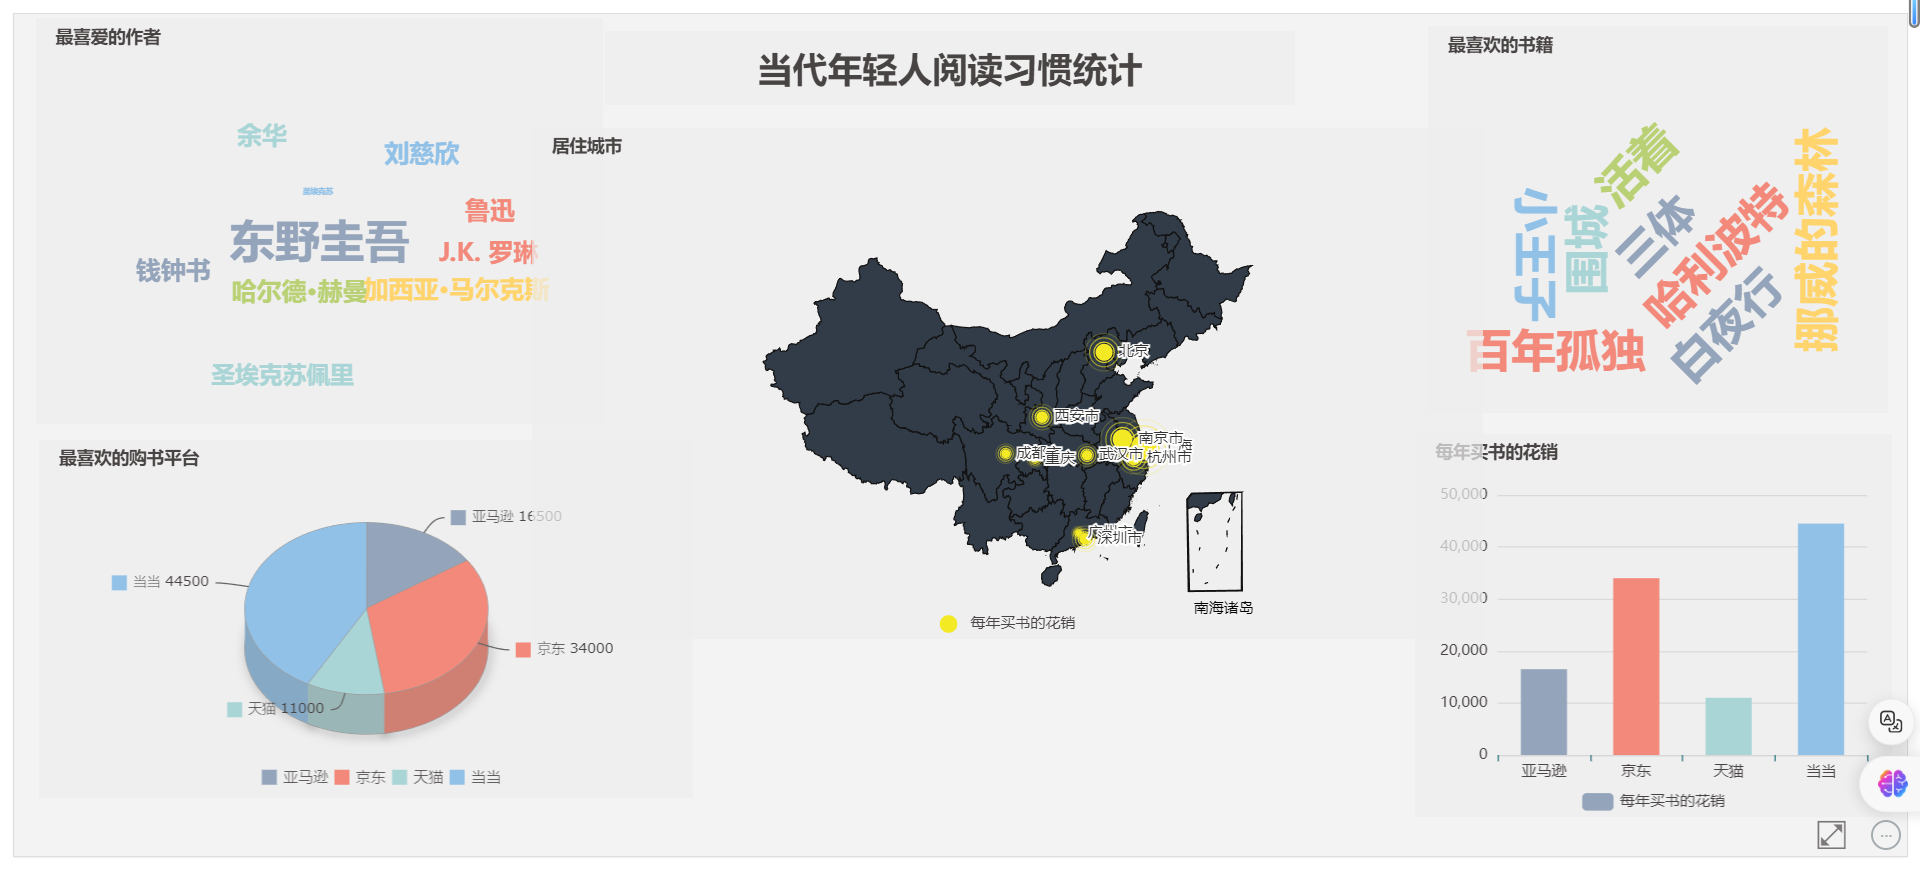 最喜爱的作者
余华
刘慈欣
圣埃克苏
鲁迅
东野圭吾
J.K. 罗琳
钱钟书
哈尔德·赫曼
加西亚·马尔克斯
圣埃克苏佩里
当代年轻人阅读习惯统计
居住城市
北京
西安市
南京市
海
成都市
重庆
武汉市
杭州市
广州市
深圳市
南海诸岛
每年买书的花销
最喜欢的书籍
活着
挪威的森林
小王子
围城
三体
哈利波特
白夜行
百年孤独
最喜欢的购书平台
亚马逊 16500
当当 44500
京东 34000
天猫 11000
亚马逊 京东 天猫 当当
每年买书的花销
50,000
40,000
30,000
20,000
10,000
0
亚马逊 京东 天猫 当当
每年买书的花销